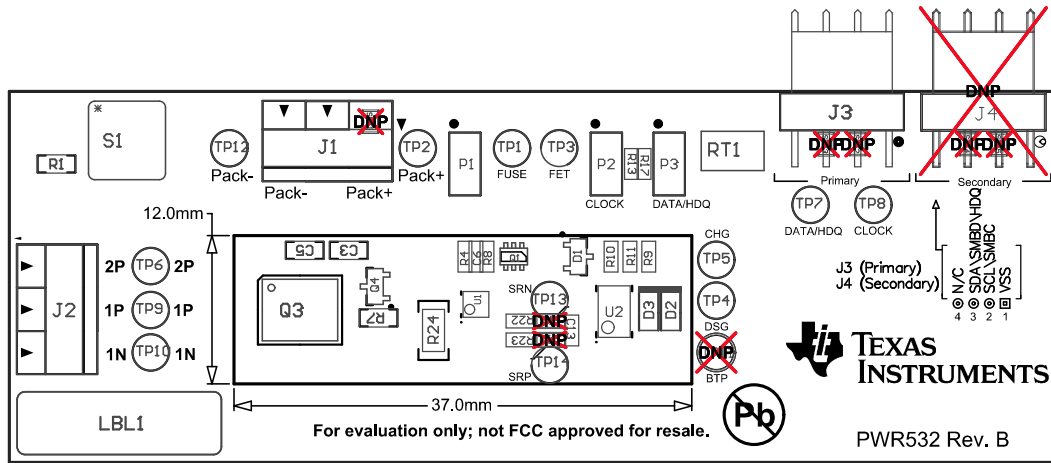 DNP
J3
J4
DNP DNP
DNP DNP
Primary
Secondary
S1
R1
TP12
Pack-
J1
DNP
Pack-
Pack+
TP2
Pack+
P1
TP1
FUSE
TP3
FET
P2
CLOCK
R13
R17
P3
DATA/HDQ
RT1
TP7
DATA/HDQ
TP8
CLOCK
12.0mm
J2
2P TP6 2P
1P TP9 1P
1N TP10 1N
LBL1
C5
C3
Q3
Q4
R7
R24
R4
C6
R8
U1
D1
R10
R11
R9
SRN
TP13
R22
DNP
C13
R23
DNP
TP14
SRP
U2
D3
D2
CHG
TP5
TP4
DSG
DNP
BTP
37.0mm
J3 (Primary)
J4 (Secondary)
N/C
SDA\SMBD\HDQ
SCL\SMBC
VSS
4 3 2 1
TEXAS
INSTRUMENTS
Pb
For evaluation only; not FCC approved for resale.
PWR532 Rev. B